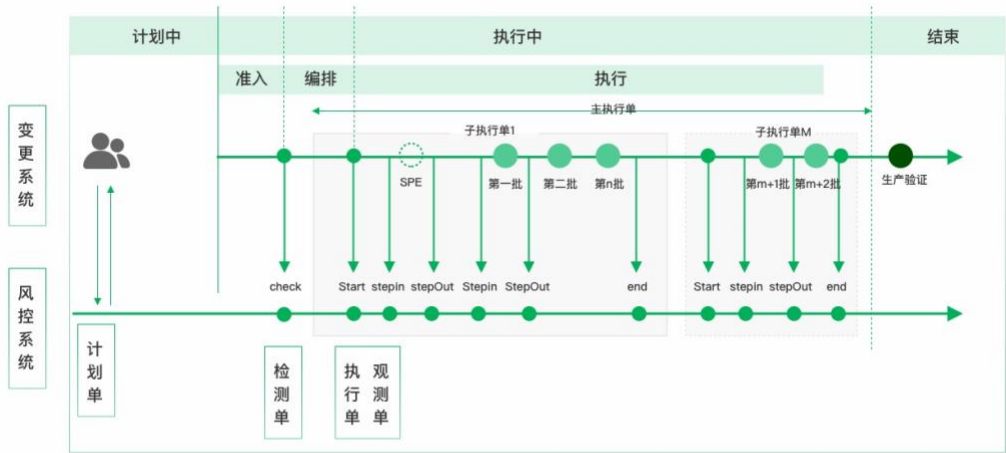 计划中
执行中
结束
准入
编排
执行
主执行单
变更系统
子执行单1
子执行单M
SPE
第一批
第二批
第n批
第m+1批
第m+2批
生产验证
风控系统
check
Start
stepin
stepOut
Stepin
StepOut
end
Start
stepin
stepOut
end
计划单
检测单
执行单
观测单